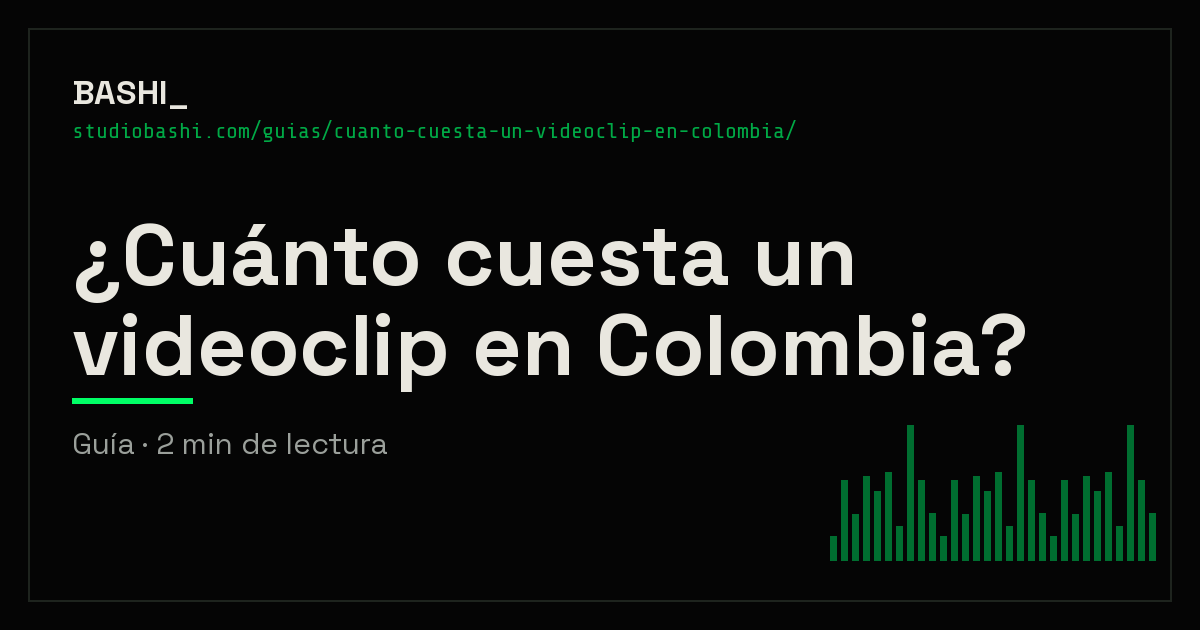 BASHI_
studiobashi.com/guias/cuanto-cuesta-un-videoclip-en-colombia/
¿Cuánto cuesta un
videoclip en Colombia?
Guía · 2 min de lectura